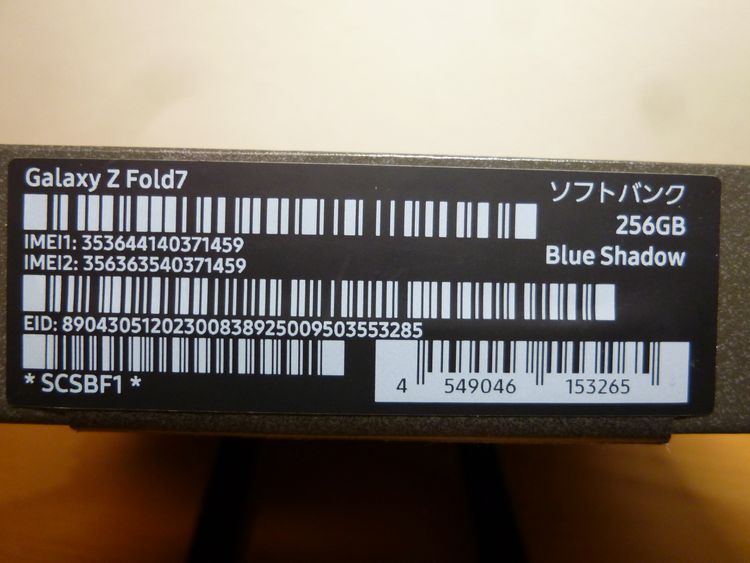 Galaxy Z Fold7
ソフトバンク
256GB
Blue Shadow
IMEI1: 353644140371459
IMEI2: 356363540371459
EID: 89043051202300838925009503553285
* SCSBF1 *
4 549046 153265